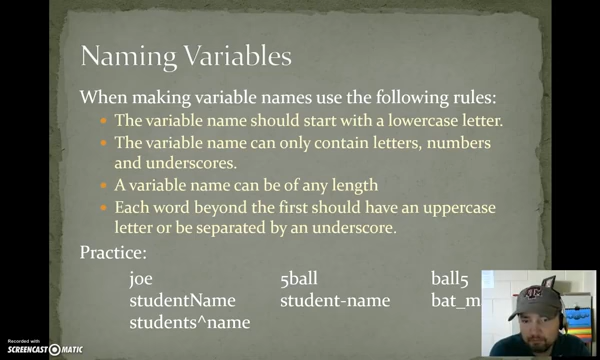 Naming Variables
When making variable names use the following rules:
• The variable name should start with a lowercase letter.
• The variable name can only contain letters, numbers
and underscores.
• A variable name can be of any length
• Each word beyond the first should have an uppercase
letter or be separated by an underscore.
Practice:
joe 5ball ball5
studentName student-name bat_m
students^name
Recorded with
SCREENCAST MATIC